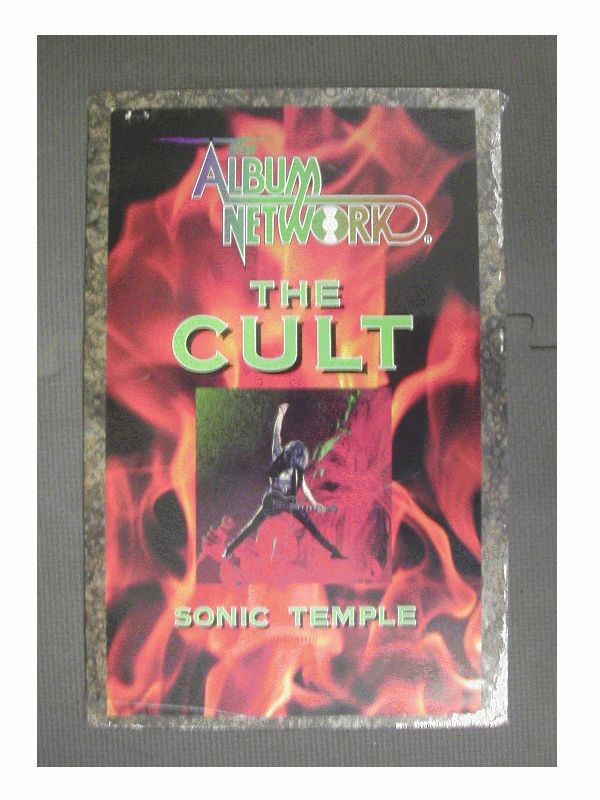 The
ALBUM
NETWORK®
THE
CULT
SONIC TEMPLE